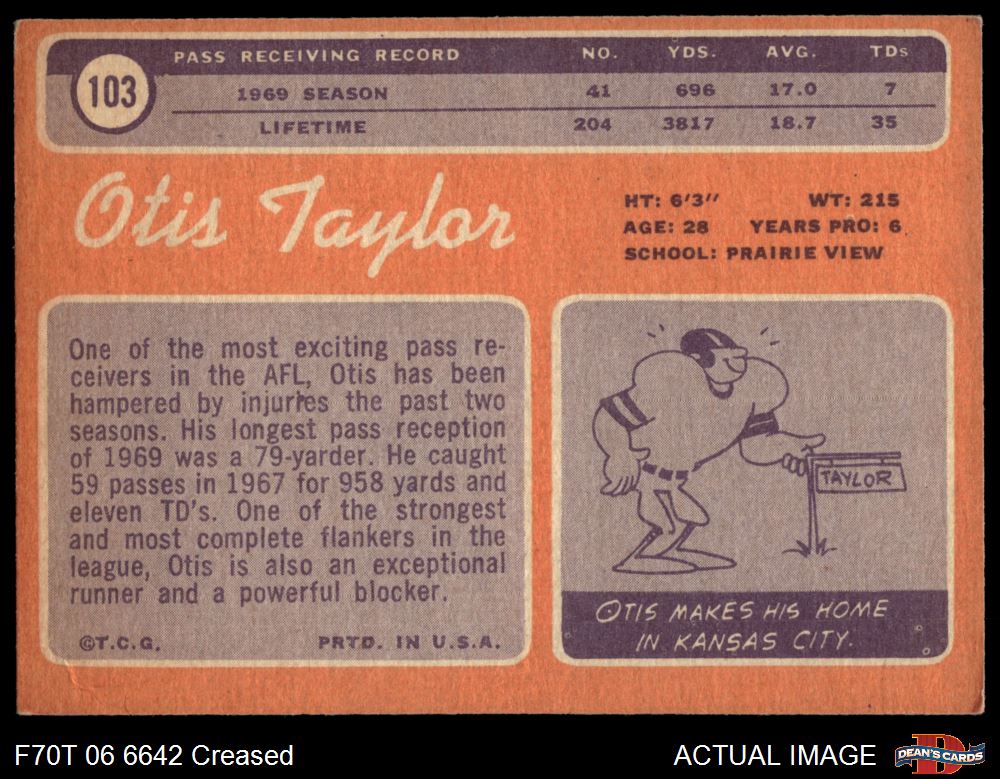 103
PASS RECEIVING RECORD NO. YDS. AVG. TDs
1969 SEASON 41 696 17.0 7
LIFETIME 204 3817 18.7 35
Otis Taylor
HT: 6'3'' WT: 215
AGE: 28 YEARS PRO: 6
SCHOOL: PRAIRIE VIEW
One of the most exciting pass re-
ceivers in the AFL, Otis has been
hampered by injuries the past two
seasons. His longest pass reception
of 1969 was a 79-yarder. He caught
59 passes in 1967 for 958 yards and
eleven TD's. One of the strongest
and most complete flankers in the
league, Otis is also an exceptional
runner and a powerful blocker.
©T.C.G. PRTD. IN U.S.A.
TAYLOR
OTIS MAKES HIS HOME
IN KANSAS CITY.
F70T 06 6642 Creased
ACTUAL IMAGE
D
DEAN'S CARDS